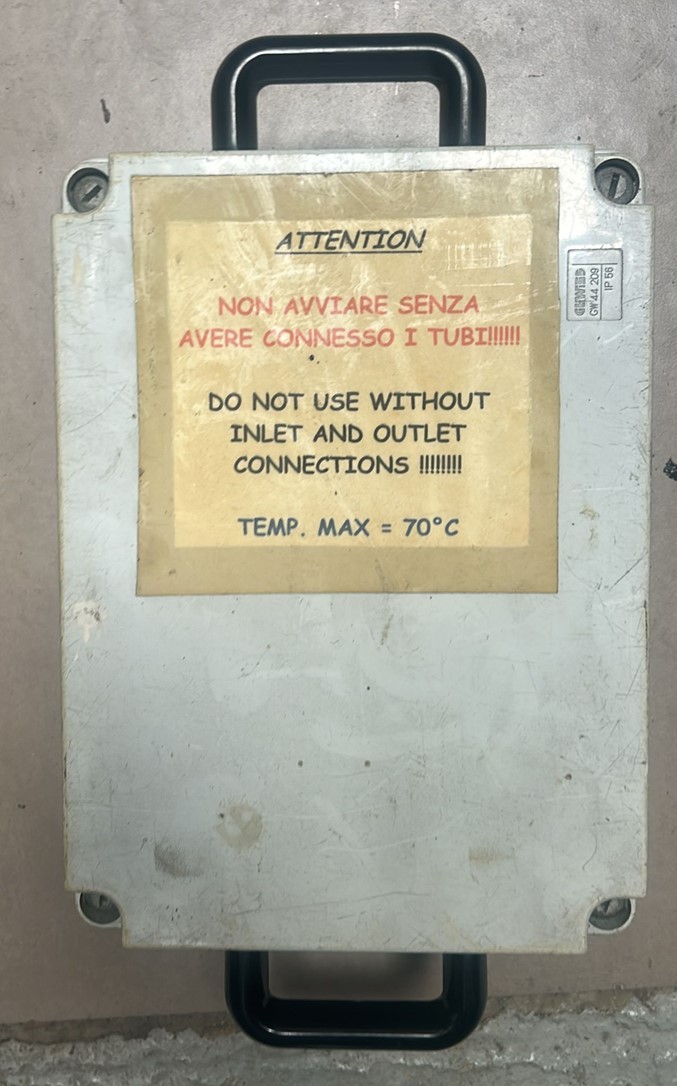 ATTENTION
NON AVVIARE SENZA
AVERE CONNESSO I TUBI!!!!!!
DO NOT USE WITHOUT
INLET AND OUTLET
CONNECTIONS !!!!!!!!
TEMP. MAX = 70°C
GEWISS
GW 44 209
IP 56